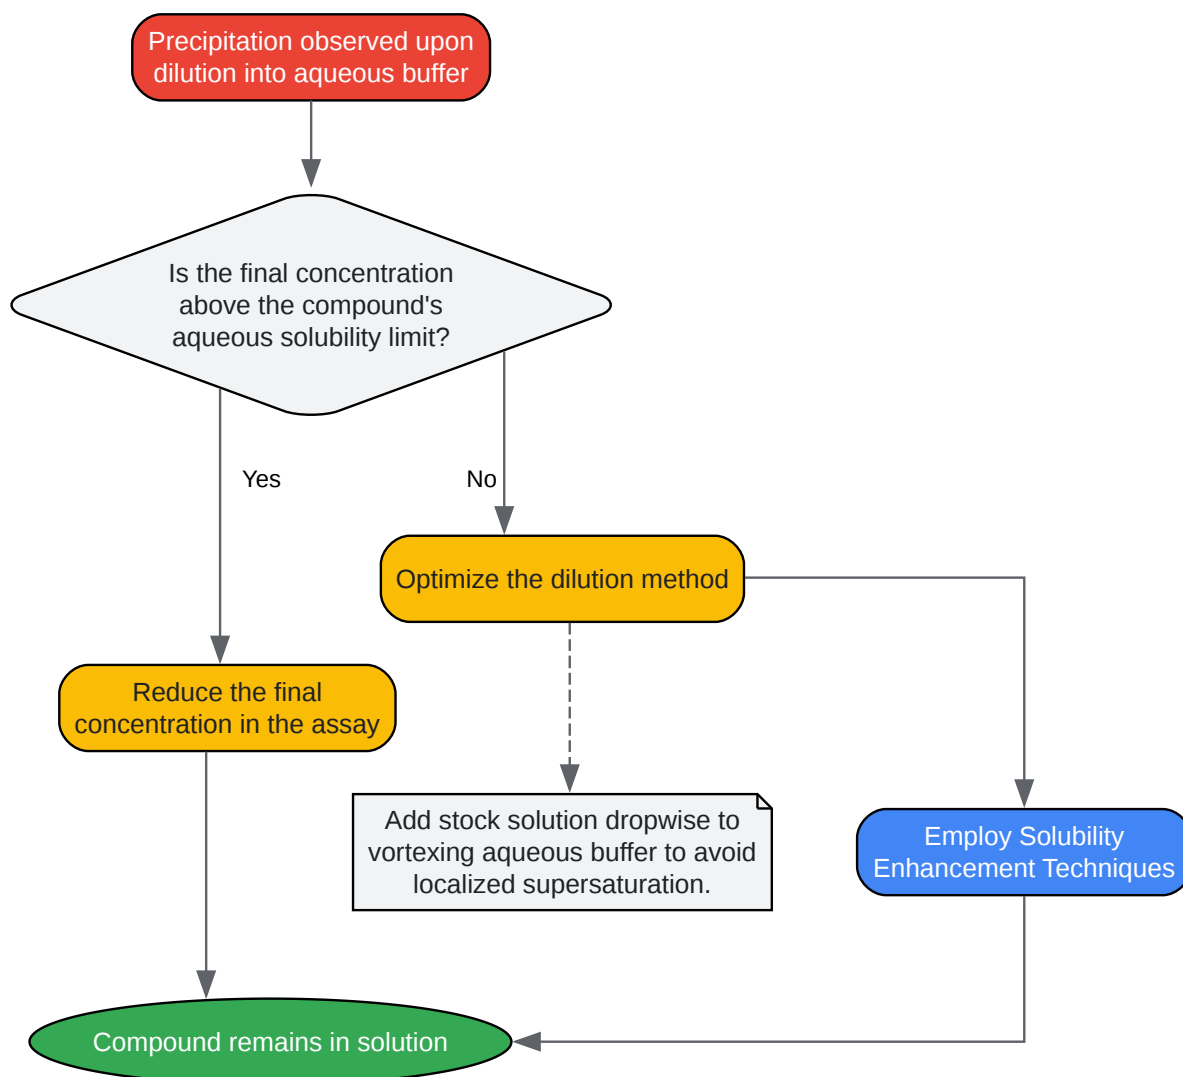 Precipitation observed upon
dilution into aqueous buffer
Is the final concentration
above the compound's
aqueous solubility limit?
Yes
No
Optimize the dilution method
Reduce the final
concentration in the assay
Add stock solution dropwise to
vortexing aqueous buffer to avoid
localized supersaturation.
Employ Solubility
Enhancement Techniques
Compound remains in solution